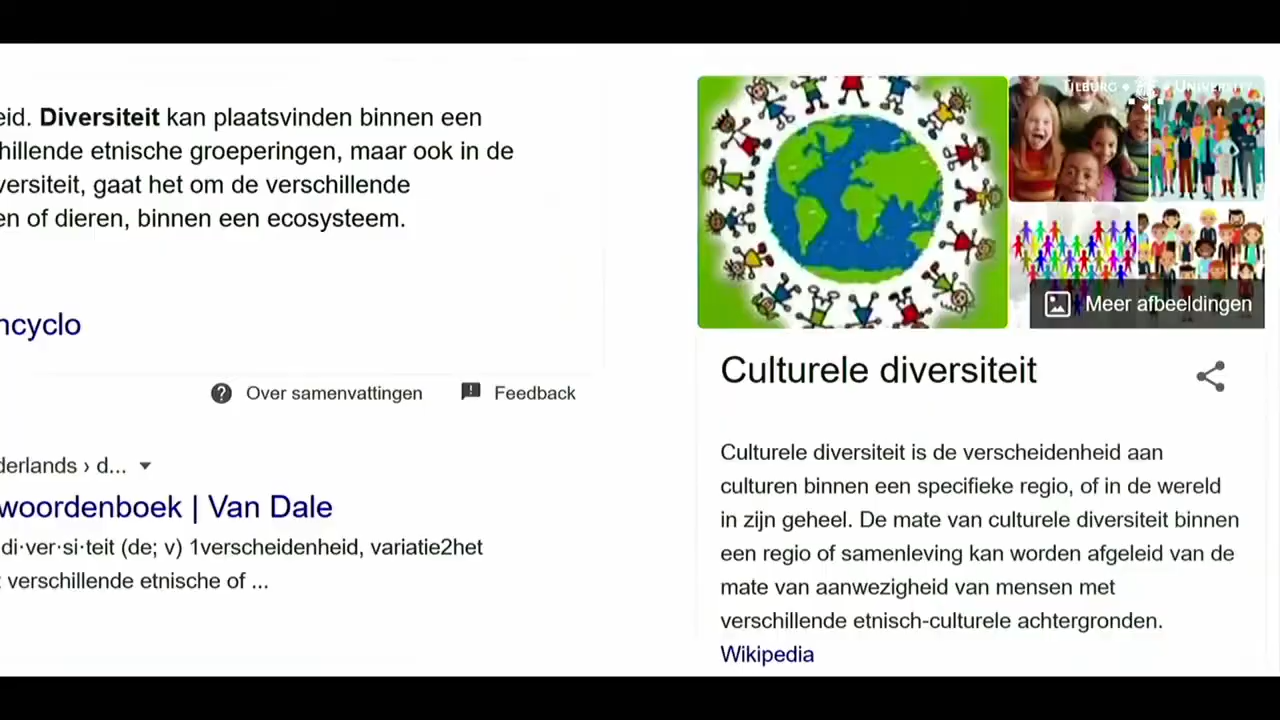 eid. Diversiteit kan plaatsvinden binnen een
hillende etnische groeperingen, maar ook in de
versiteit, gaat het om de verschillende
en of dieren, binnen een ecosysteem.
ncyclo
Over samenvattingen
Feedback
derlands › d...
woordenboek | Van Dale
di·ver·si·teit (de; v) 1verscheidenheid, variatie2het
: verschillende etnische of ...
TILBURG UNIVERSITY
Meer afbeeldingen
Culturele diversiteit
Culturele diversiteit is de verscheidenheid aan
culturen binnen een specifieke regio, of in de wereld
in zijn geheel. De mate van culturele diversiteit binnen
een regio of samenleving kan worden afgeleid van de
mate van aanwezigheid van mensen met
verschillende etnisch-culturele achtergronden.
Wikipedia